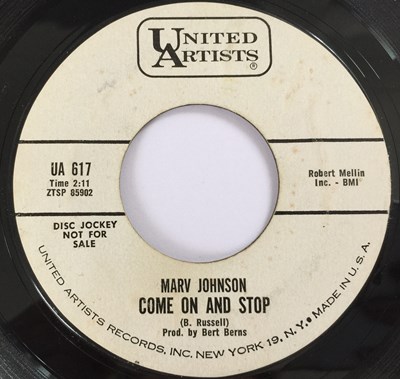 UNITED
ARTISTS®
UA 617
Time 2:11
ZTSP 85902
Robert Mellin
Inc. - BMI
DISC JOCKEY
NOT FOR
SALE
MARV JOHNSON
COME ON AND STOP
(B. Russell)
Prod. by Bert Berns
UNITED ARTISTS RECORDS, INC. NEW YORK 19, N.Y. • MADE IN U.S.A.